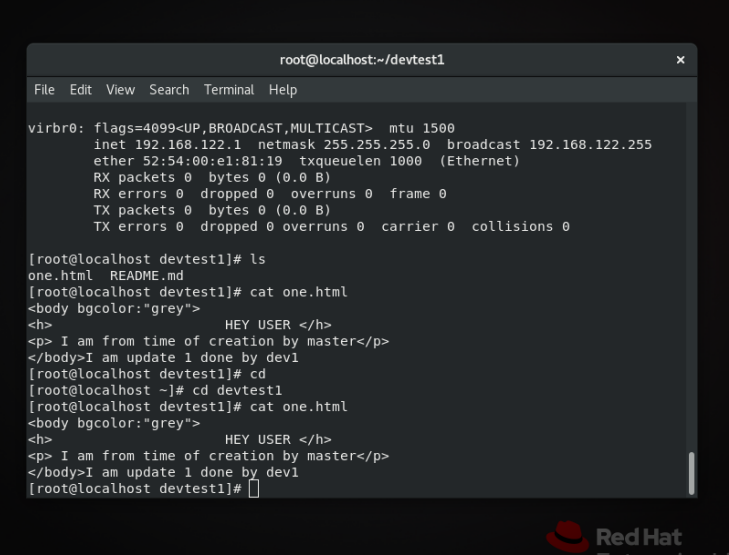 root@localhost:~/devtest1
×
File Edit View Search Terminal Help
virbr0: flags=4099<UP,BROADCAST,MULTICAST>  mtu 1500
        inet 192.168.122.1  netmask 255.255.255.0  broadcast 192.168.122.255
        ether 52:54:00:e1:81:19  txqueuelen 1000  (Ethernet)
        RX packets 0  bytes 0 (0.0 B)
        RX errors 0  dropped 0  overruns 0  frame 0
        TX packets 0  bytes 0 (0.0 B)
        TX errors 0  dropped 0 overruns 0  carrier 0  collisions 0
[root@localhost devtest1]# ls
one.html  README.md
[root@localhost devtest1]# cat one.html
<body bgcolor:"grey">
<h>                     HEY USER </h>
<p> I am from time of creation by master</p>
</body>I am update 1 done by dev1
[root@localhost devtest1]# cd
[root@localhost ~]# cd devtest1
[root@localhost devtest1]# cat one.html
<body bgcolor:"grey">
<h>                     HEY USER </h>
<p> I am from time of creation by master</p>
</body>I am update 1 done by dev1
[root@localhost devtest1]#
Red Hat